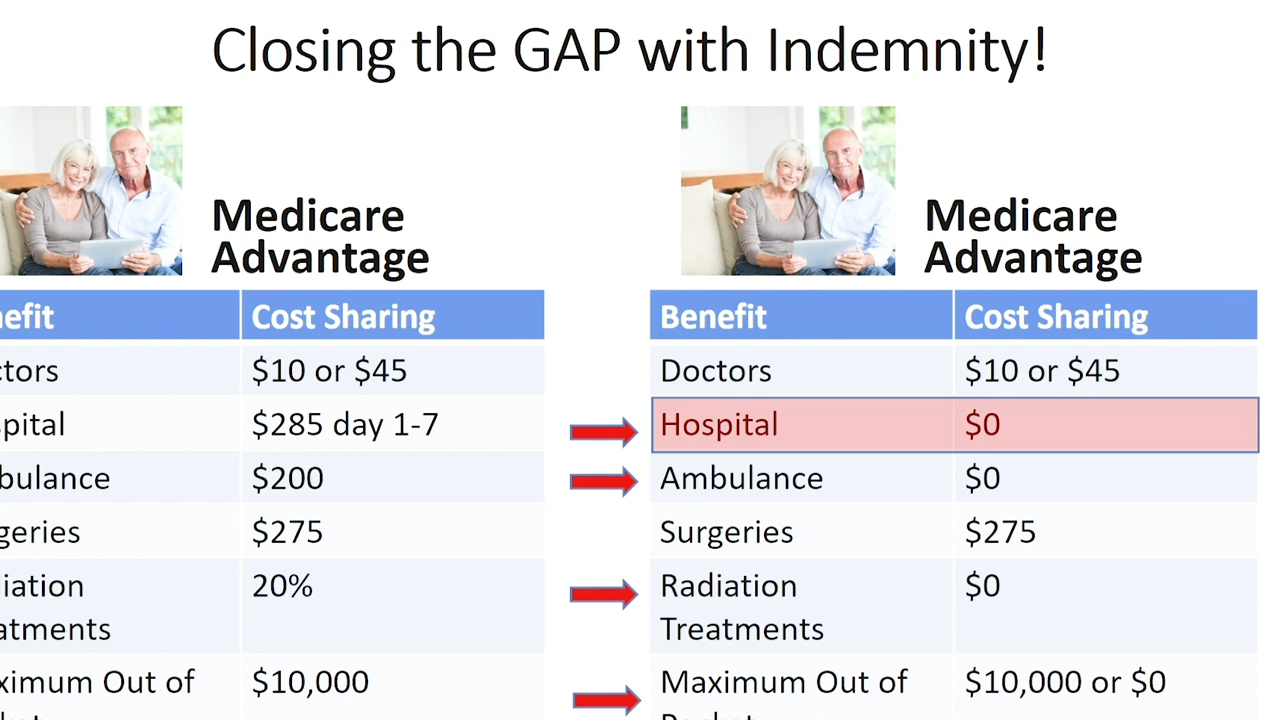 Closing the GAP with Indemnity!
Medicare
Advantage
efit Cost Sharing
tors $10 or $45
pital $285 day 1-7
bulance $200
geries $275
iation 20%
atments
ximum Out of $10,000
Medicare
Advantage
Benefit Cost Sharing
Doctors $10 or $45
Hospital $0
Ambulance $0
Surgeries $275
Radiation $0
Treatments
Maximum Out of $10,000 or $0